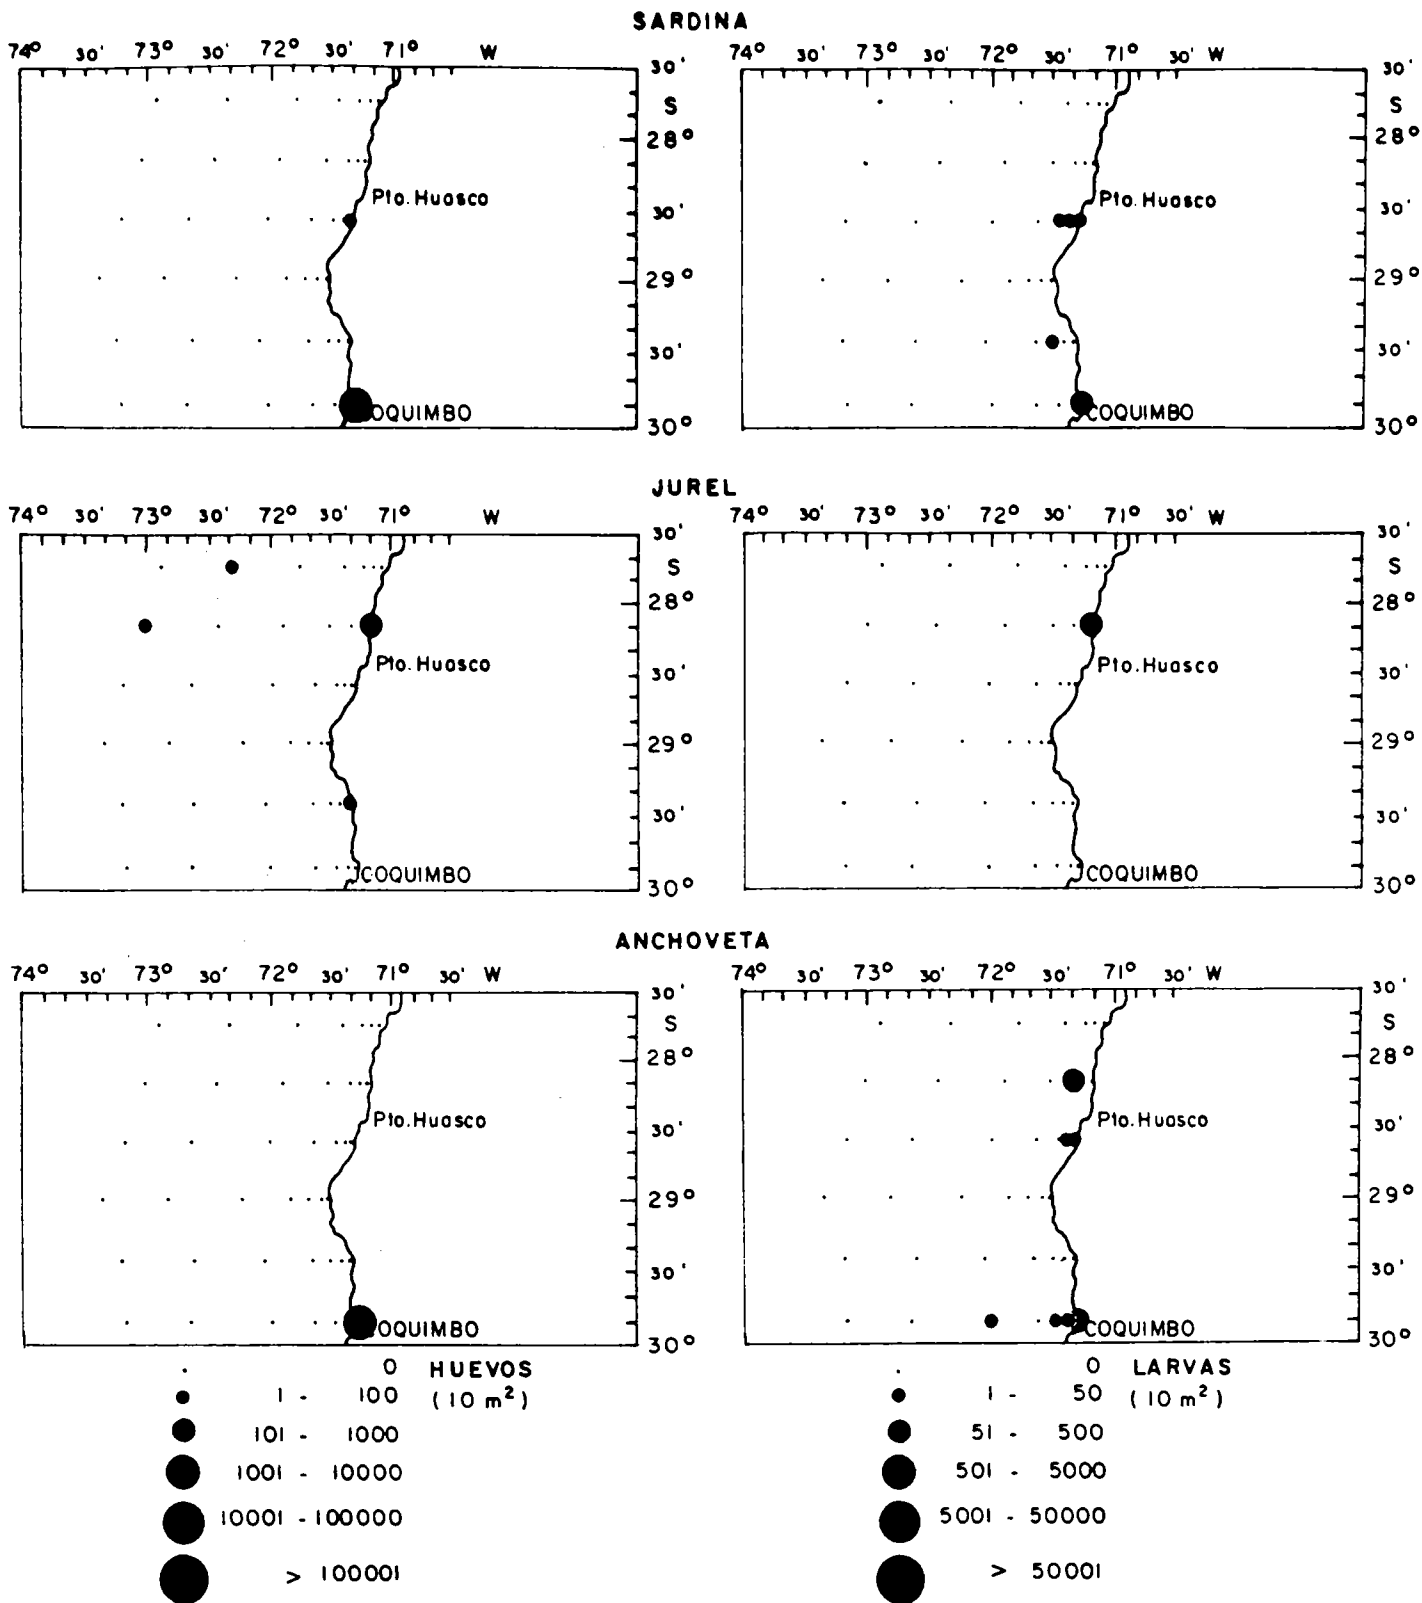 SARDINA
74° 30' 73° 30' 72° 30' 71° W
30'
S
28°
Pto. Huasco
30'
29°
30'
COQUIMBO
30°
74° 30' 73° 30' 72° 30' 71° 30' W
30'
S
28°
Pto. Huasco
30'
29°
30'
COQUIMBO
30°
JUREL
74° 30' 73° 30' 72° 30' 71° W
30'
S
28°
Pto. Huasco
30'
29°
30'
COQUIMBO
30°
74° 30' 73° 30' 72° 30' 71° 30' W
30'
S
28°
Pto. Huasco
30'
29°
30'
COQUIMBO
30°
ANCHOVETA
74° 30' 73° 30' 72° 30' 71° 30' W
30'
S
28°
Pto. Huasco
30'
29°
30'
COQUIMBO
30°
74° 30' 73° 30' 72° 30' 71° 30' W
30'
S
28°
Pto. Huasco
30'
29°
30'
COQUIMBO
30°
0 HUEVOS
1 - 100 (10 m²)
101 - 1000
1001 - 10000
10001 - 100000
> 100001
0 LARVAS
1 - 50 (10 m²)
51 - 500
501 - 5000
5001 - 50000
> 50001